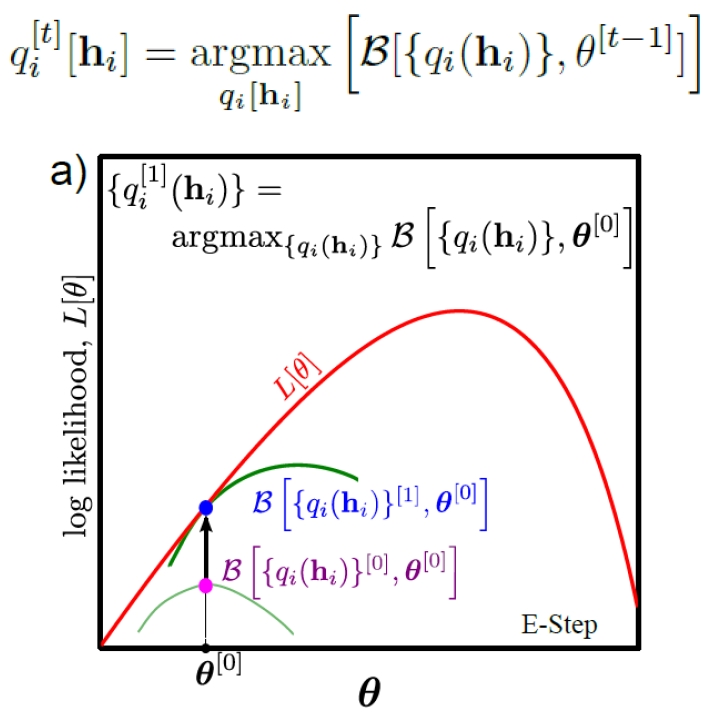 q_i^{[t]}[𝐡_i] = argmax_{q_i[𝐡_i]} [ℬ[{q_i(𝐡_i)}, θ^{[t−1]}]]
a)
{q_i^{[1]}(𝐡_i)} =
argmax_{{q_i(𝐡_i)}} ℬ [{q_i(𝐡_i)}, 𝜽^{[0]}]
log likelihood, L[θ]
L[θ]
ℬ [{q_i(𝐡_i)}^{[1]}, 𝜽^{[0]}]
ℬ [{q_i(𝐡_i)}^{[0]}, 𝜽^{[0]}]
E-Step
𝜽^{[0]}
𝜽